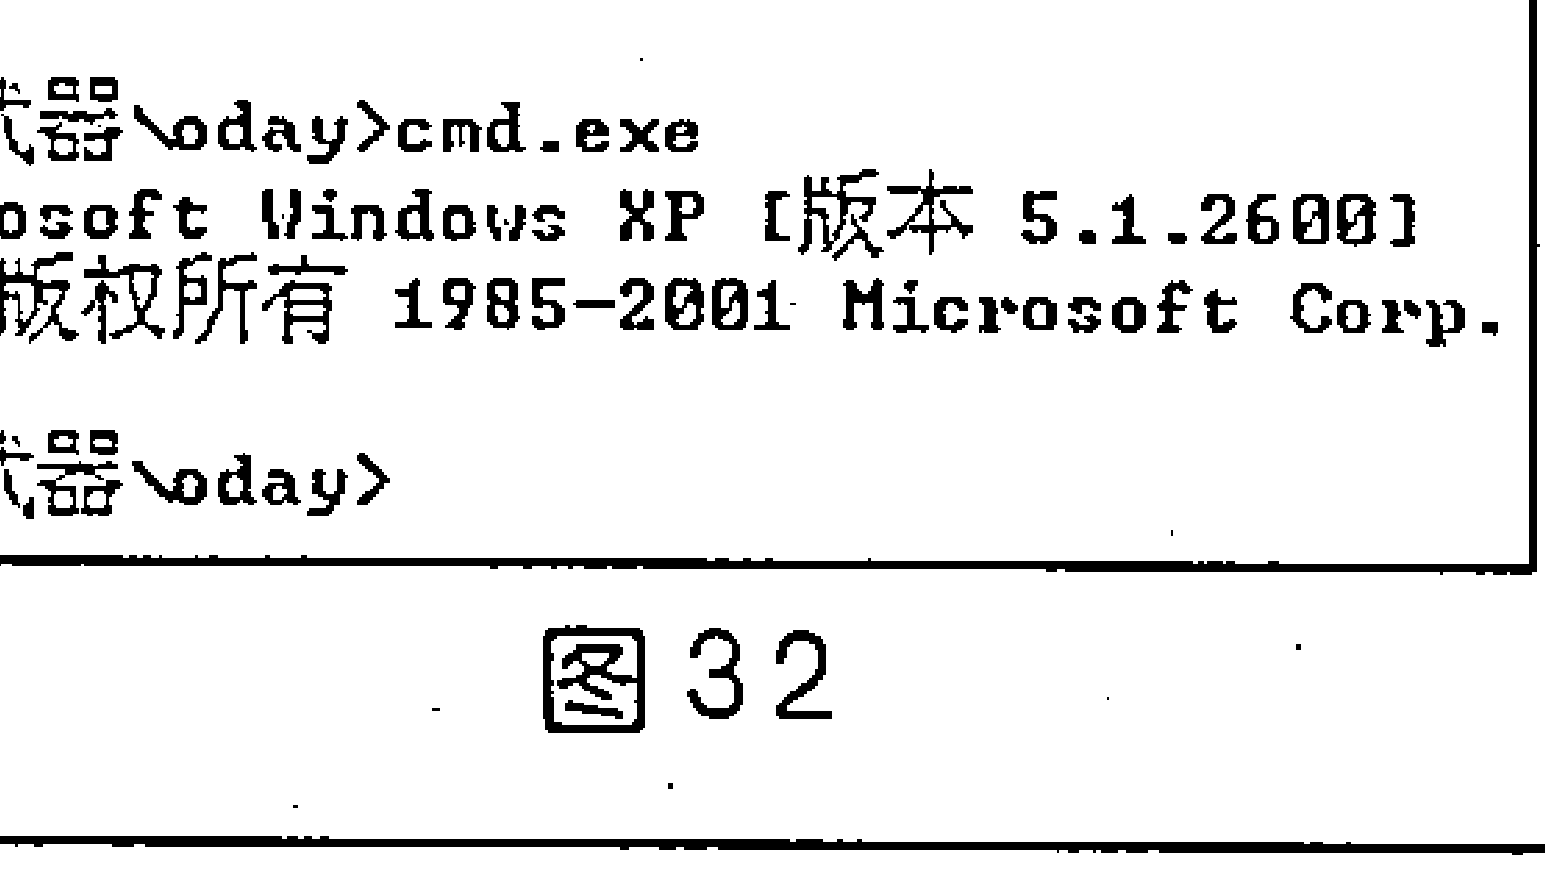 器\oday>cmd.exe
osoft Windows XP [版本 5.1.2600]
版权所有 1985-2001 Microsoft Corp.
器\oday>
图32